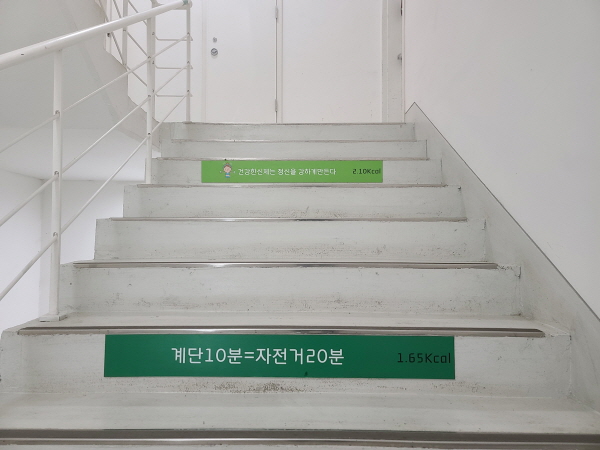 건강한신체는 정신을 강하게만든다 2.10Kcal
계단10분=자전거20분 1.65Kcal